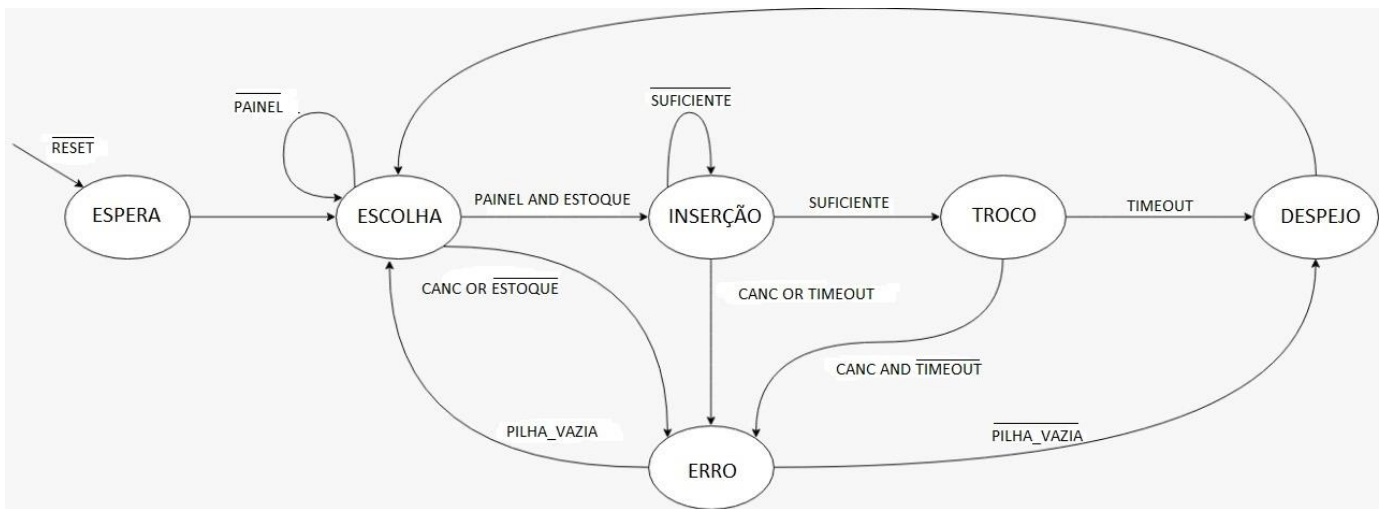 PAINEL
SUFICIENTE
RESET
ESPERA
ESCOLHA
PAINEL AND ESTOQUE
INSERÇÃO
SUFICIENTE
TROCO
TIMEOUT
DESPEJO
CANC OR ESTOQUE
CANC OR TIMEOUT
CANC AND TIMEOUT
PILHA_VAZIA
PILHA_VAZIA
ERRO